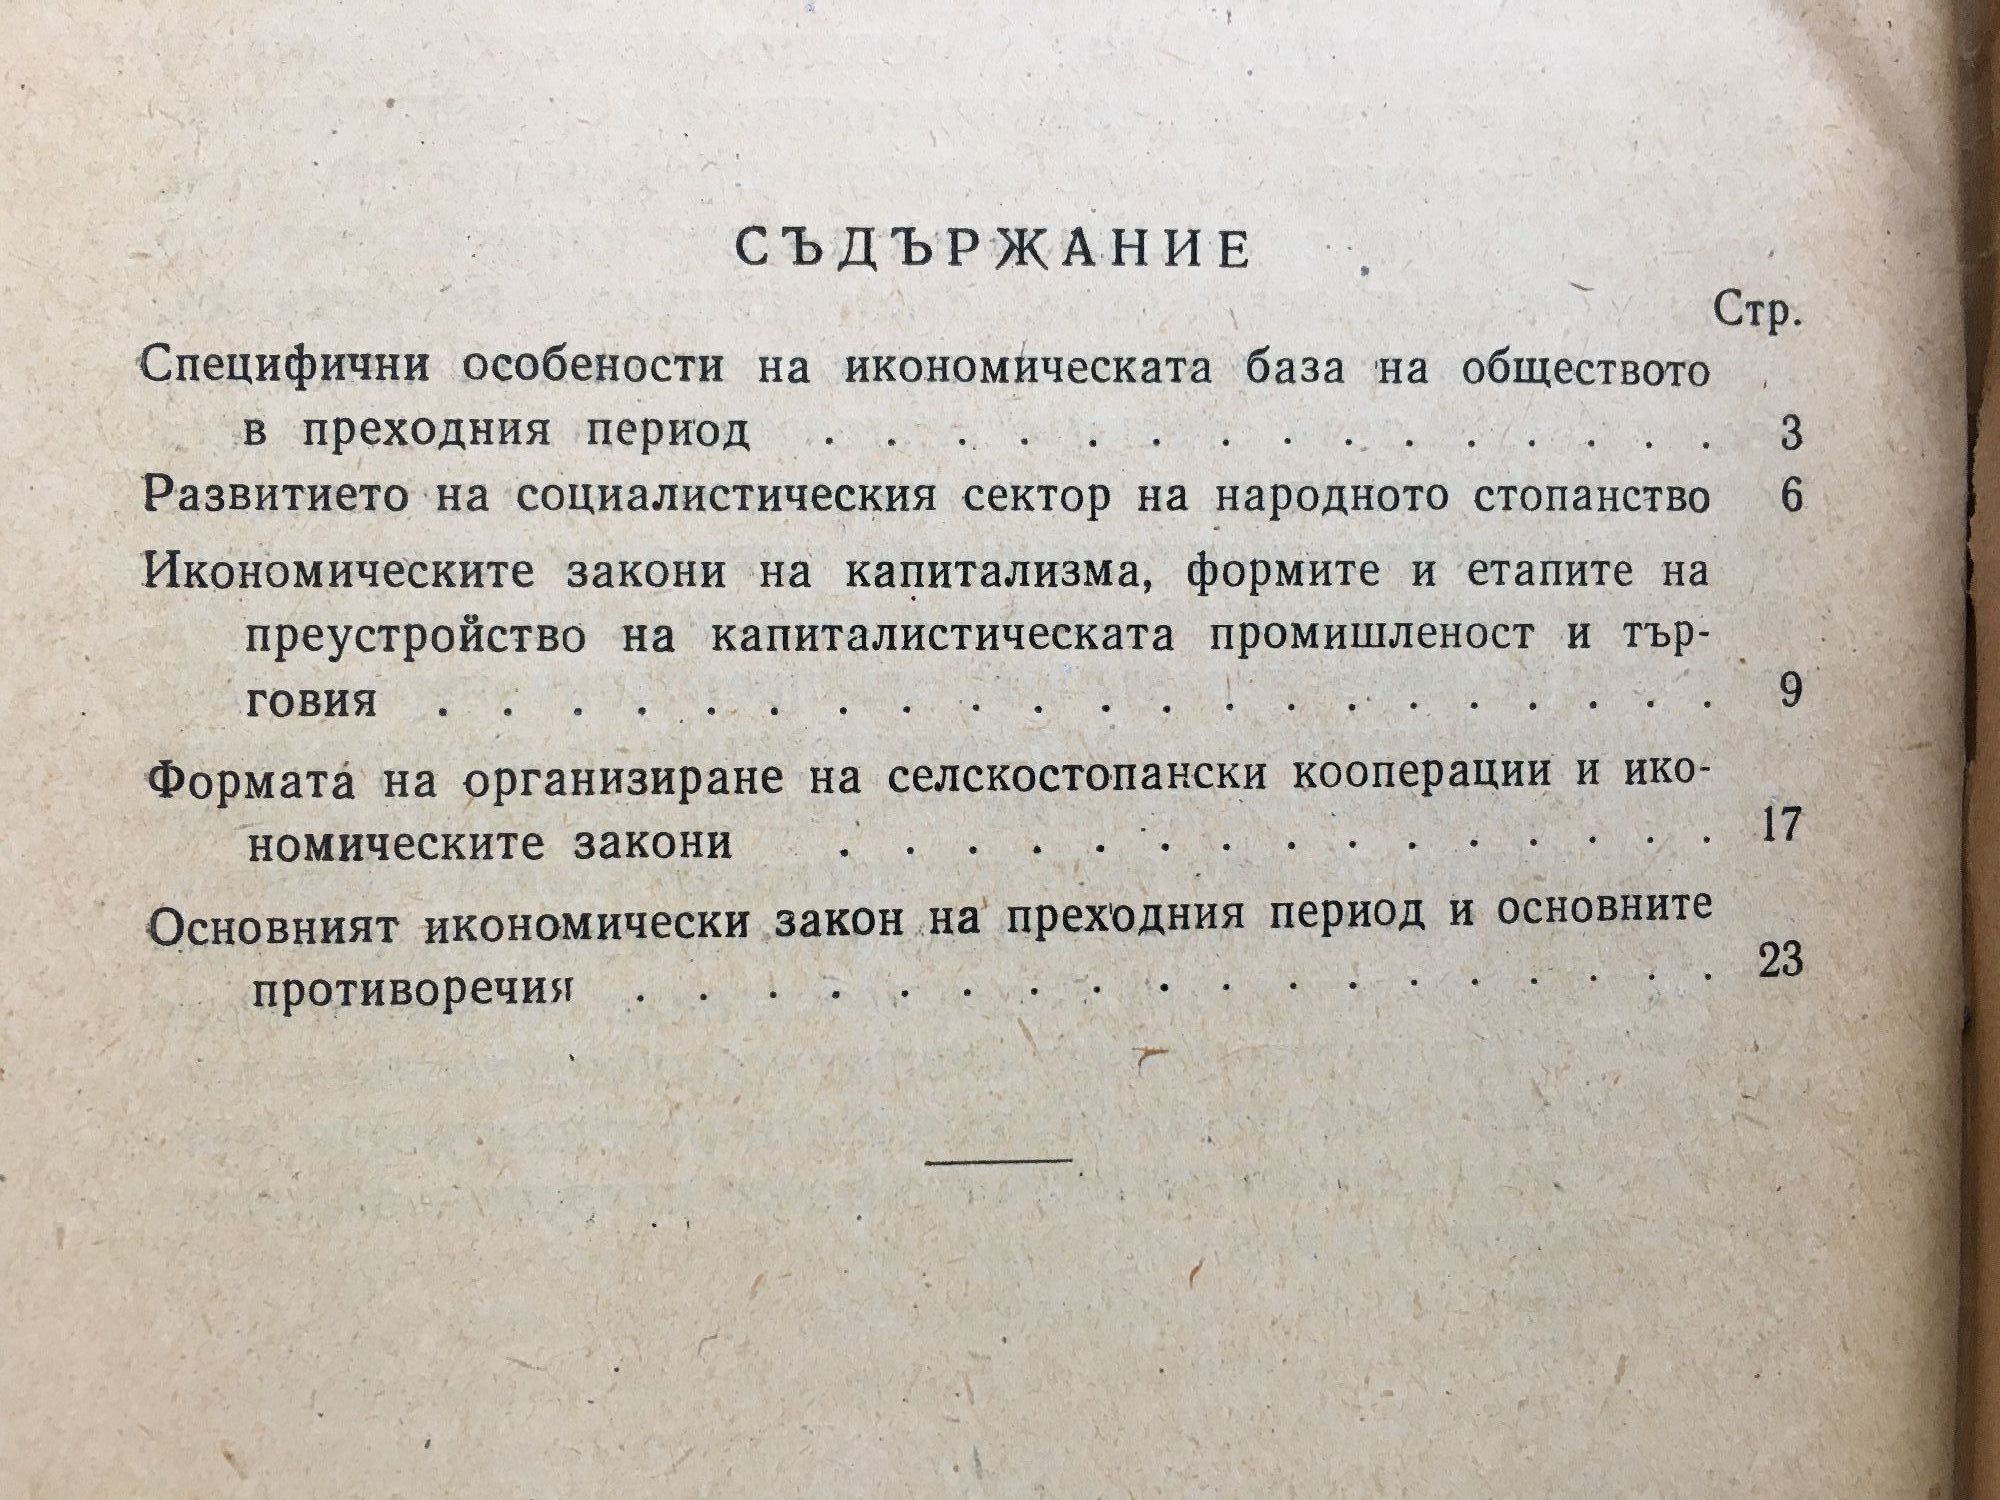 СЪДЪРЖАНИЕ
Стр.
Специфични особености на икономическата база на обществото
в преходния период . . . . . . . . . . . . . . . 3
Развитието на социалистическия сектор на народното стопанство 6
Икономическите закони на капитализма, формите и етапите на
преустройство на капиталистическата промишленост и тър-
говия . . . . . . . . . . . . . . . . . . . . 9
Формата на организиране на селскостопански кооперации и ико-
номическите закони . . . . . . . . . . . . . . 17
Основният икономически закон на преходния период и основните
противоречия . . . . . . . . . . . . . . . . . 23